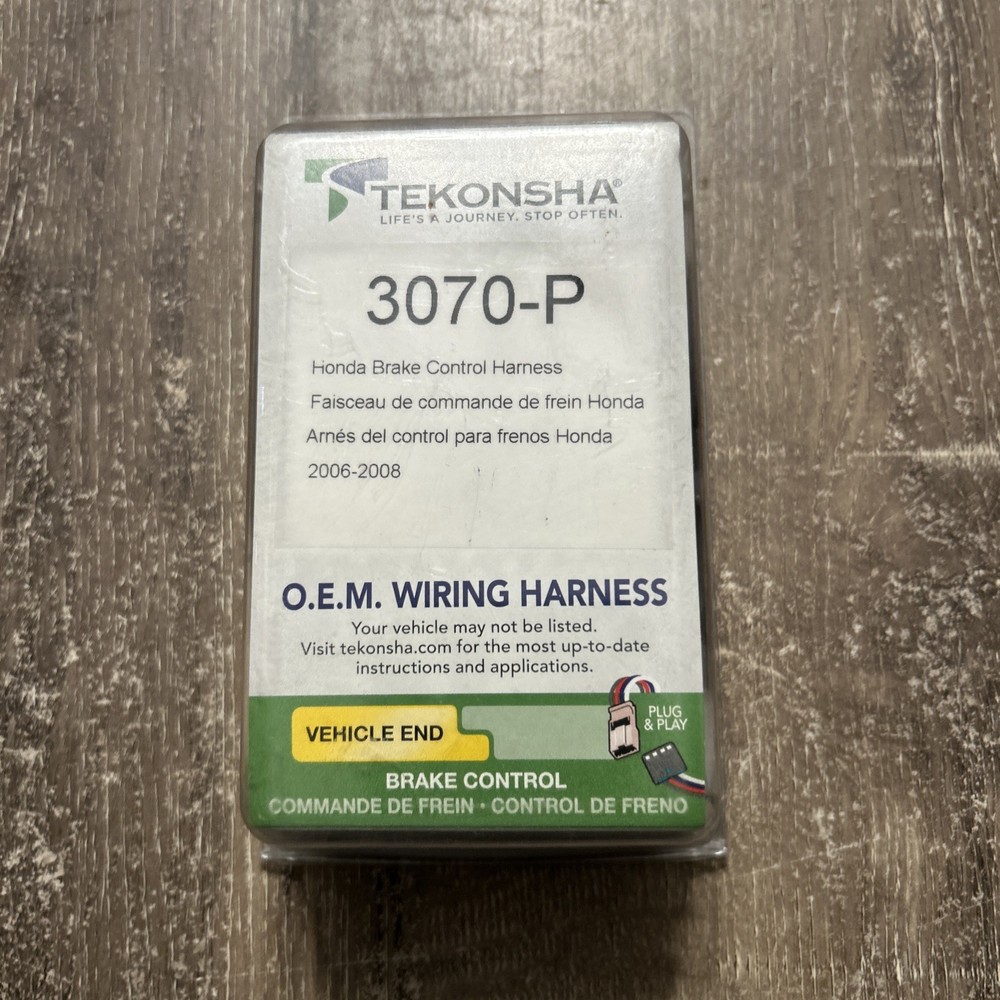 TEKONSHA®
LIFE'S A JOURNEY. STOP OFTEN.
3070-P
Honda Brake Control Harness
Faisceau de commande de frein Honda
Arnés del control para frenos Honda
2006-2008
O.E.M. WIRING HARNESS
Your vehicle may not be listed.
Visit tekonsha.com for the most up-to-date
instructions and applications.
VEHICLE END
PLUG
& PLAY
BRAKE CONTROL
COMMANDE DE FREIN · CONTROL DE FRENO